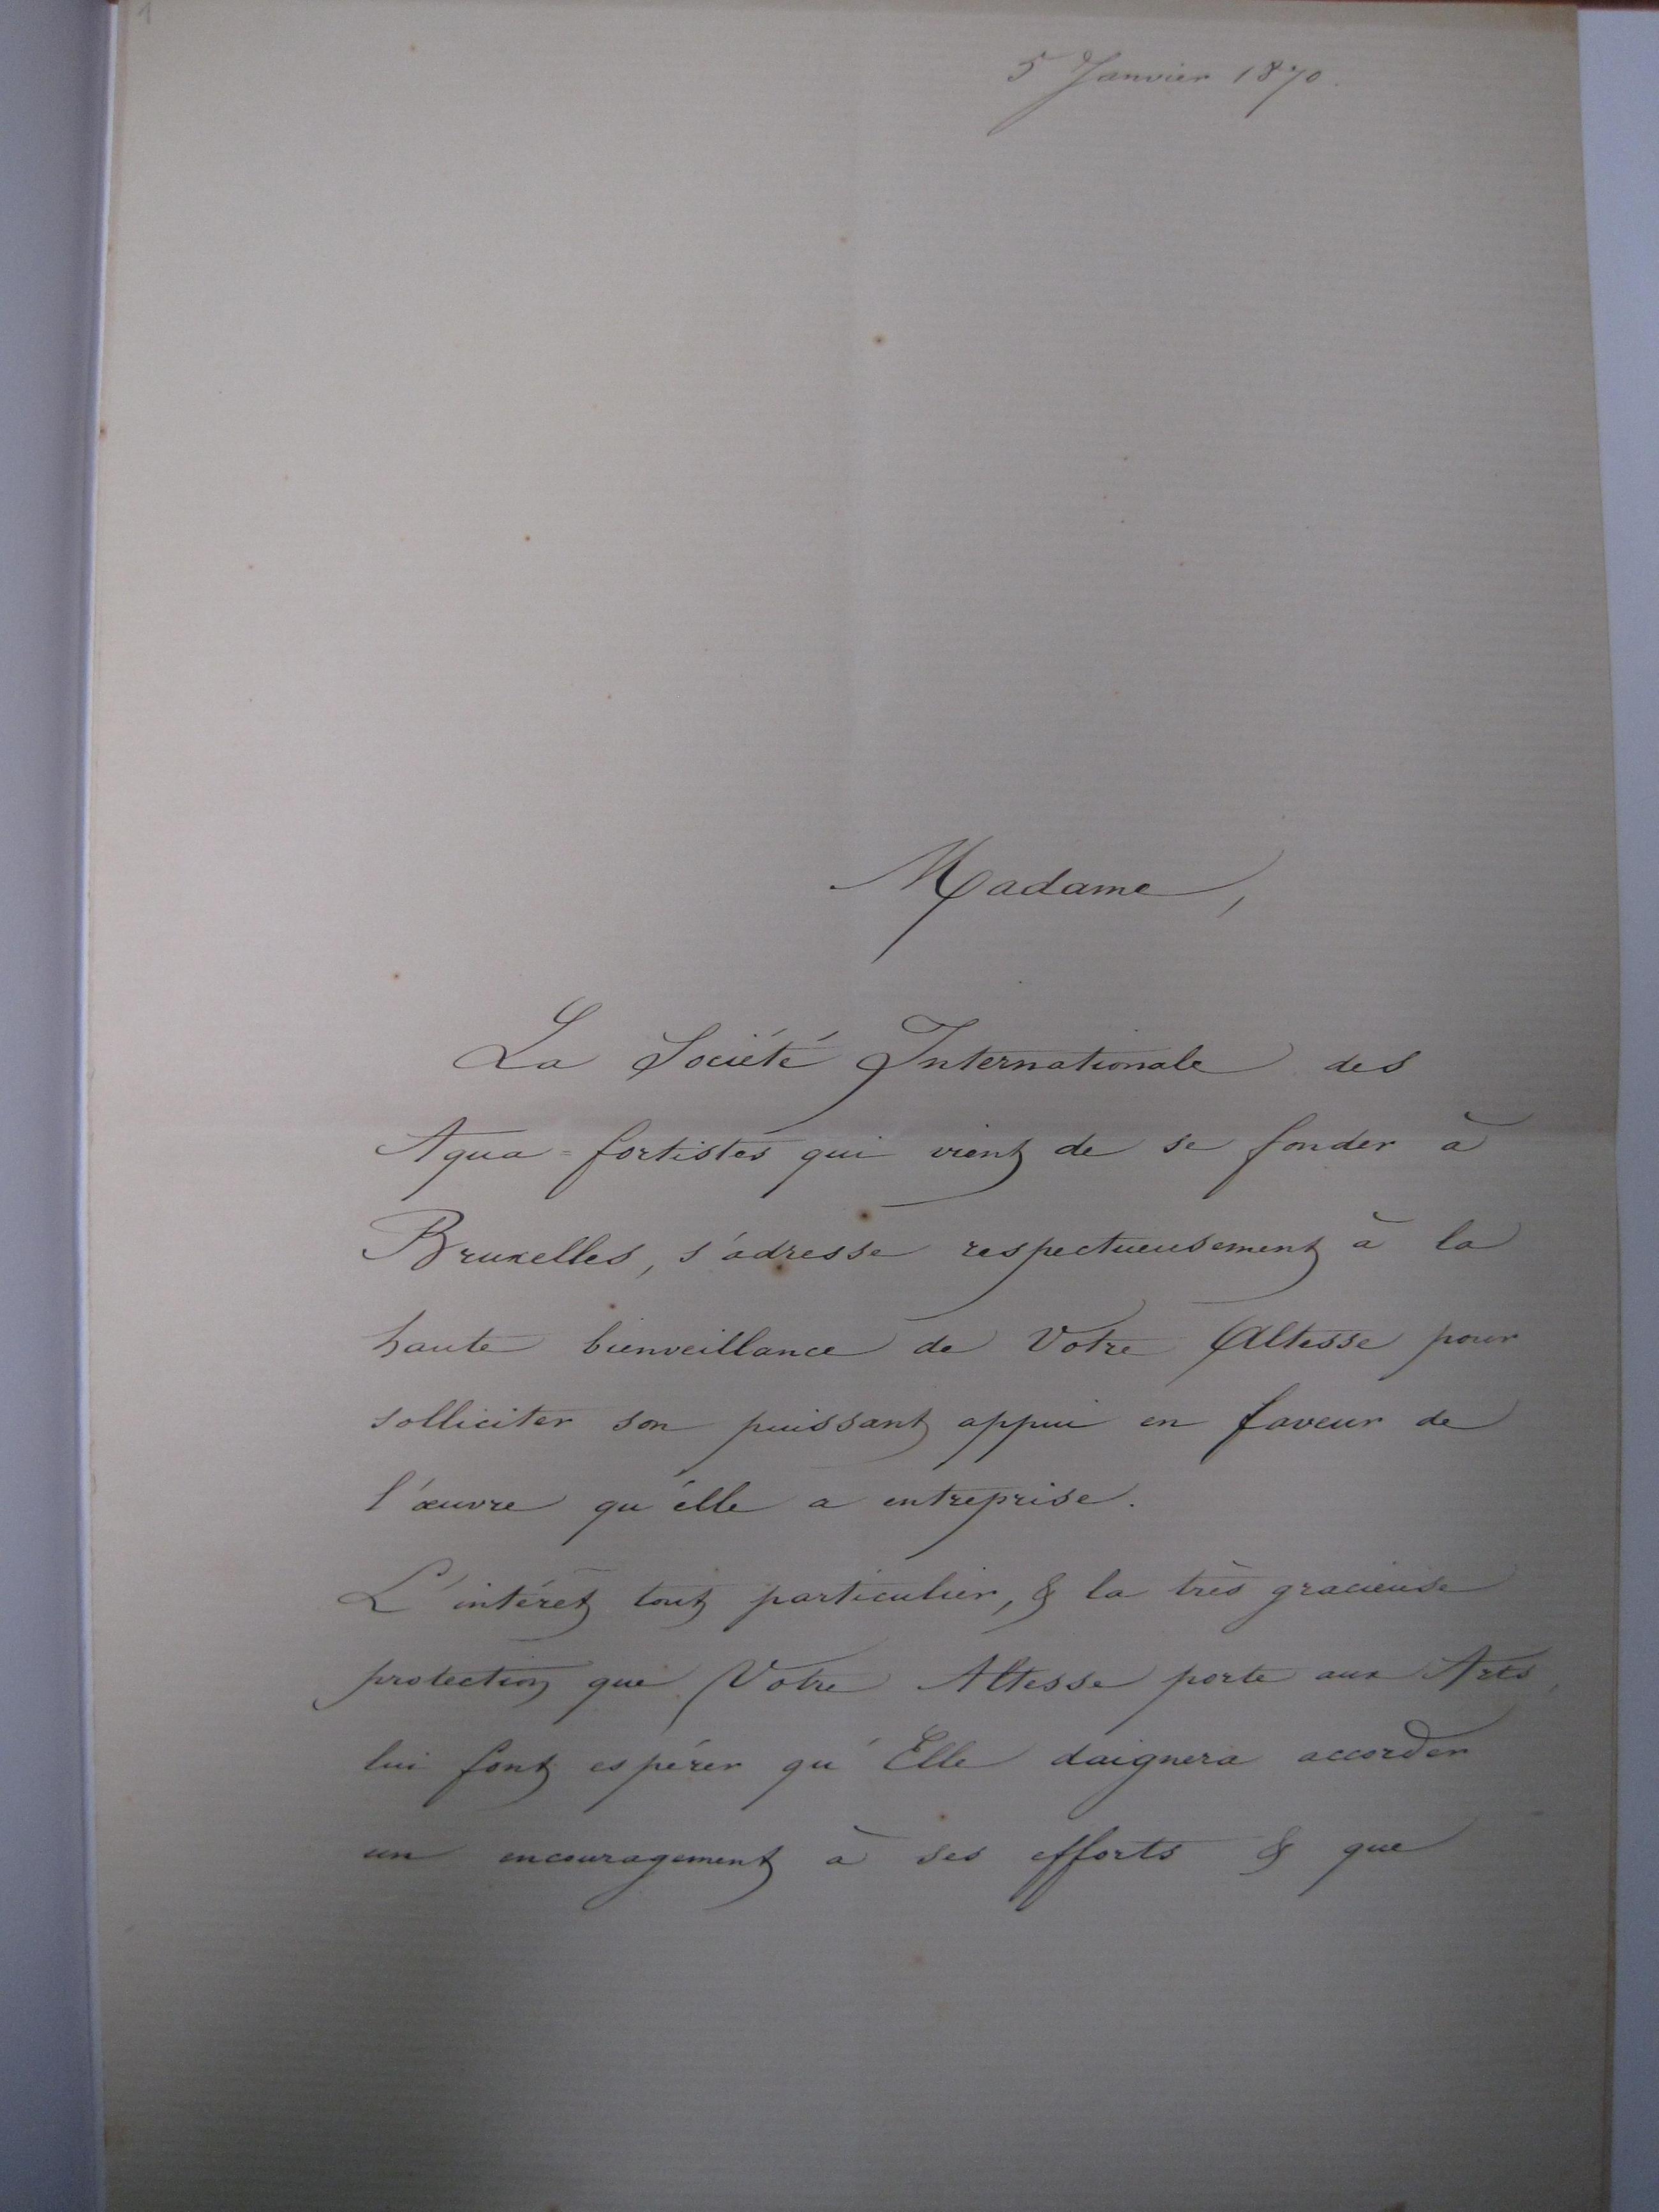 1
5 Janvier 1870.
Madame,
La Société Internationale des
Aqua=fortistes qui vient de se fonder à
Bruxelles, s'adresse respectueusement à la
haute bienveillance de Votre Altesse pour
solliciter son puissant appui en faveur de
l'œuvre qu'elle a entreprise.
L'intérêt tout particulier, & la très gracieuse
protection que Votre Altesse porte aux Arts,
lui font espérer qu'Elle daignera accorder
un encouragement à ses efforts & que